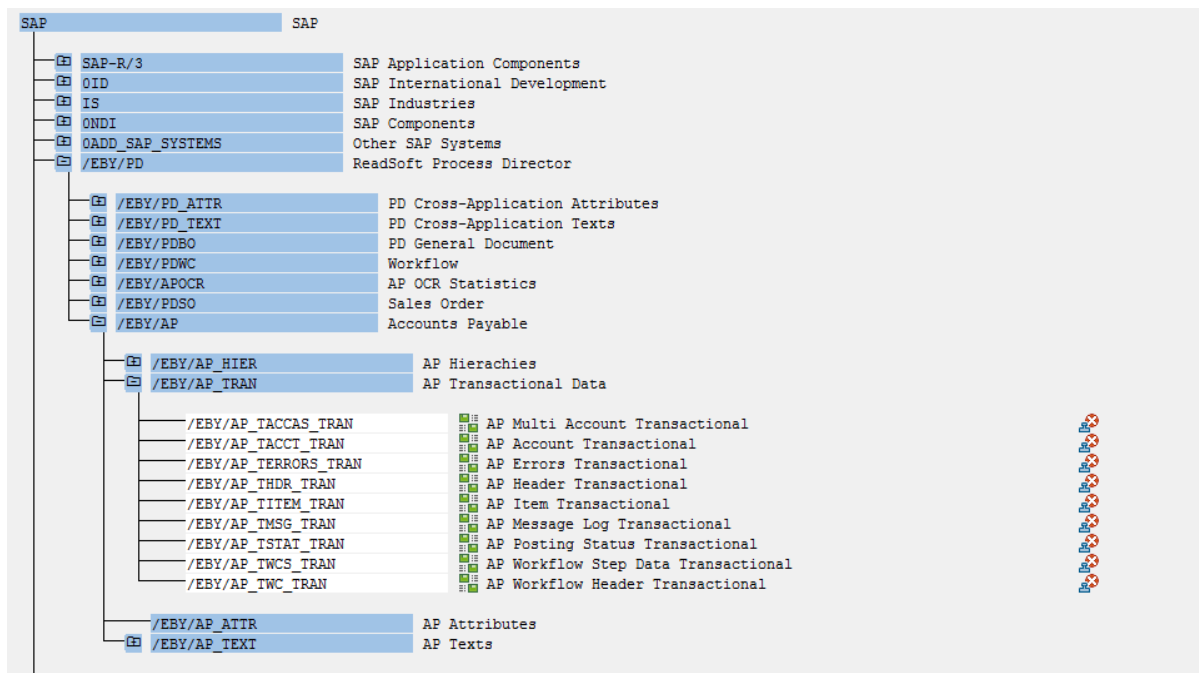 SAP SAP
SAP-R/3 SAP Application Components
0ID SAP International Development
IS SAP Industries
0NDI SAP Components
0ADD_SAP_SYSTEMS Other SAP Systems
/EBY/PD ReadSoft Process Director
/EBY/PD_ATTR PD Cross-Application Attributes
/EBY/PD_TEXT PD Cross-Application Texts
/EBY/PDBO PD General Document
/EBY/PDWC Workflow
/EBY/APOCR AP OCR Statistics
/EBY/PDSO Sales Order
/EBY/AP Accounts Payable
/EBY/AP_HIER AP Hierachies
/EBY/AP_TRAN AP Transactional Data
/EBY/AP_TACCAS_TRAN AP Multi Account Transactional
/EBY/AP_TACCT_TRAN AP Account Transactional
/EBY/AP_TERRORS_TRAN AP Errors Transactional
/EBY/AP_THDR_TRAN AP Header Transactional
/EBY/AP_TITEM_TRAN AP Item Transactional
/EBY/AP_TMSG_TRAN AP Message Log Transactional
/EBY/AP_TSTAT_TRAN AP Posting Status Transactional
/EBY/AP_TWCS_TRAN AP Workflow Step Data Transactional
/EBY/AP_TWC_TRAN AP Workflow Header Transactional
/EBY/AP_ATTR AP Attributes
/EBY/AP_TEXT AP Texts